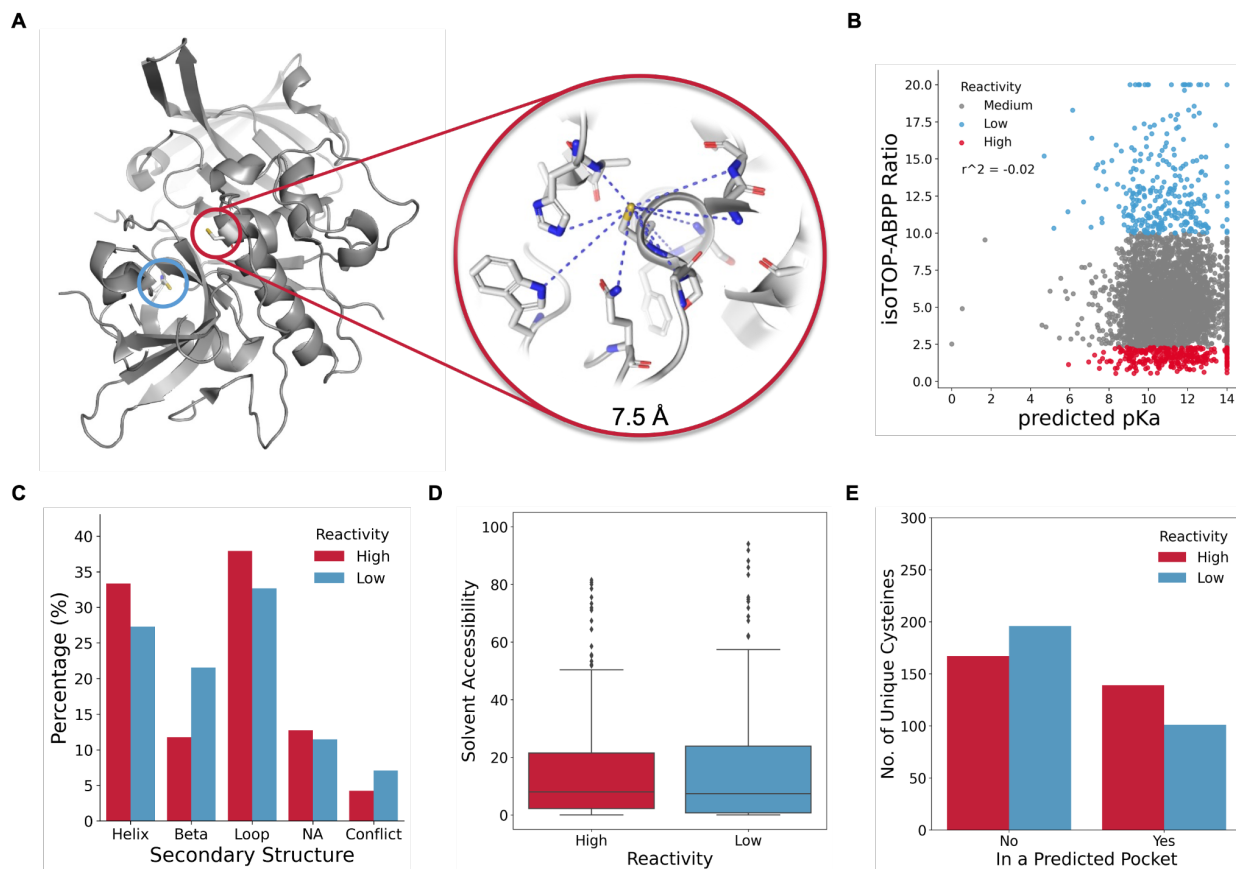 A
7.5 Å
B
isoTOP-ABPP Ratio
20.0
17.5
15.0
12.5
10.0
7.5
5.0
2.5
0.0
Reactivity
Medium
Low
High
r^2 = -0.02
0 2 4 6 8 10 12 14
predicted pKa
C
Percentage (%)
40
35
30
25
20
15
10
5
0
Reactivity
High
Low
Helix Beta Loop NA Conflict
Secondary Structure
D
Solvent Accessibility
100
80
60
40
20
0
High Low
Reactivity
E
No. of Unique Cysteines
300
250
200
150
100
50
0
Reactivity
High
Low
No Yes
In a Predicted Pocket